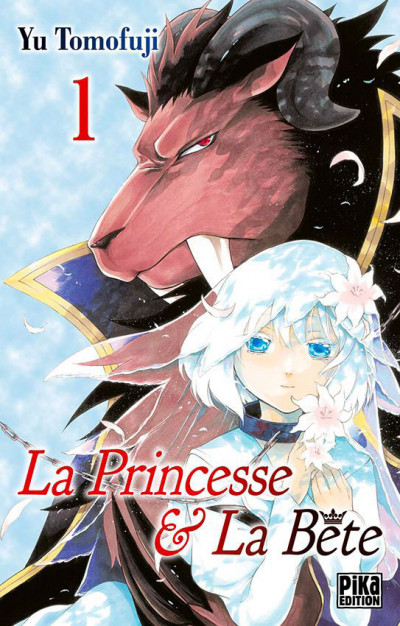 Yu Tomofuji
1
La Princesse
& La Bête
Pika
EDITION